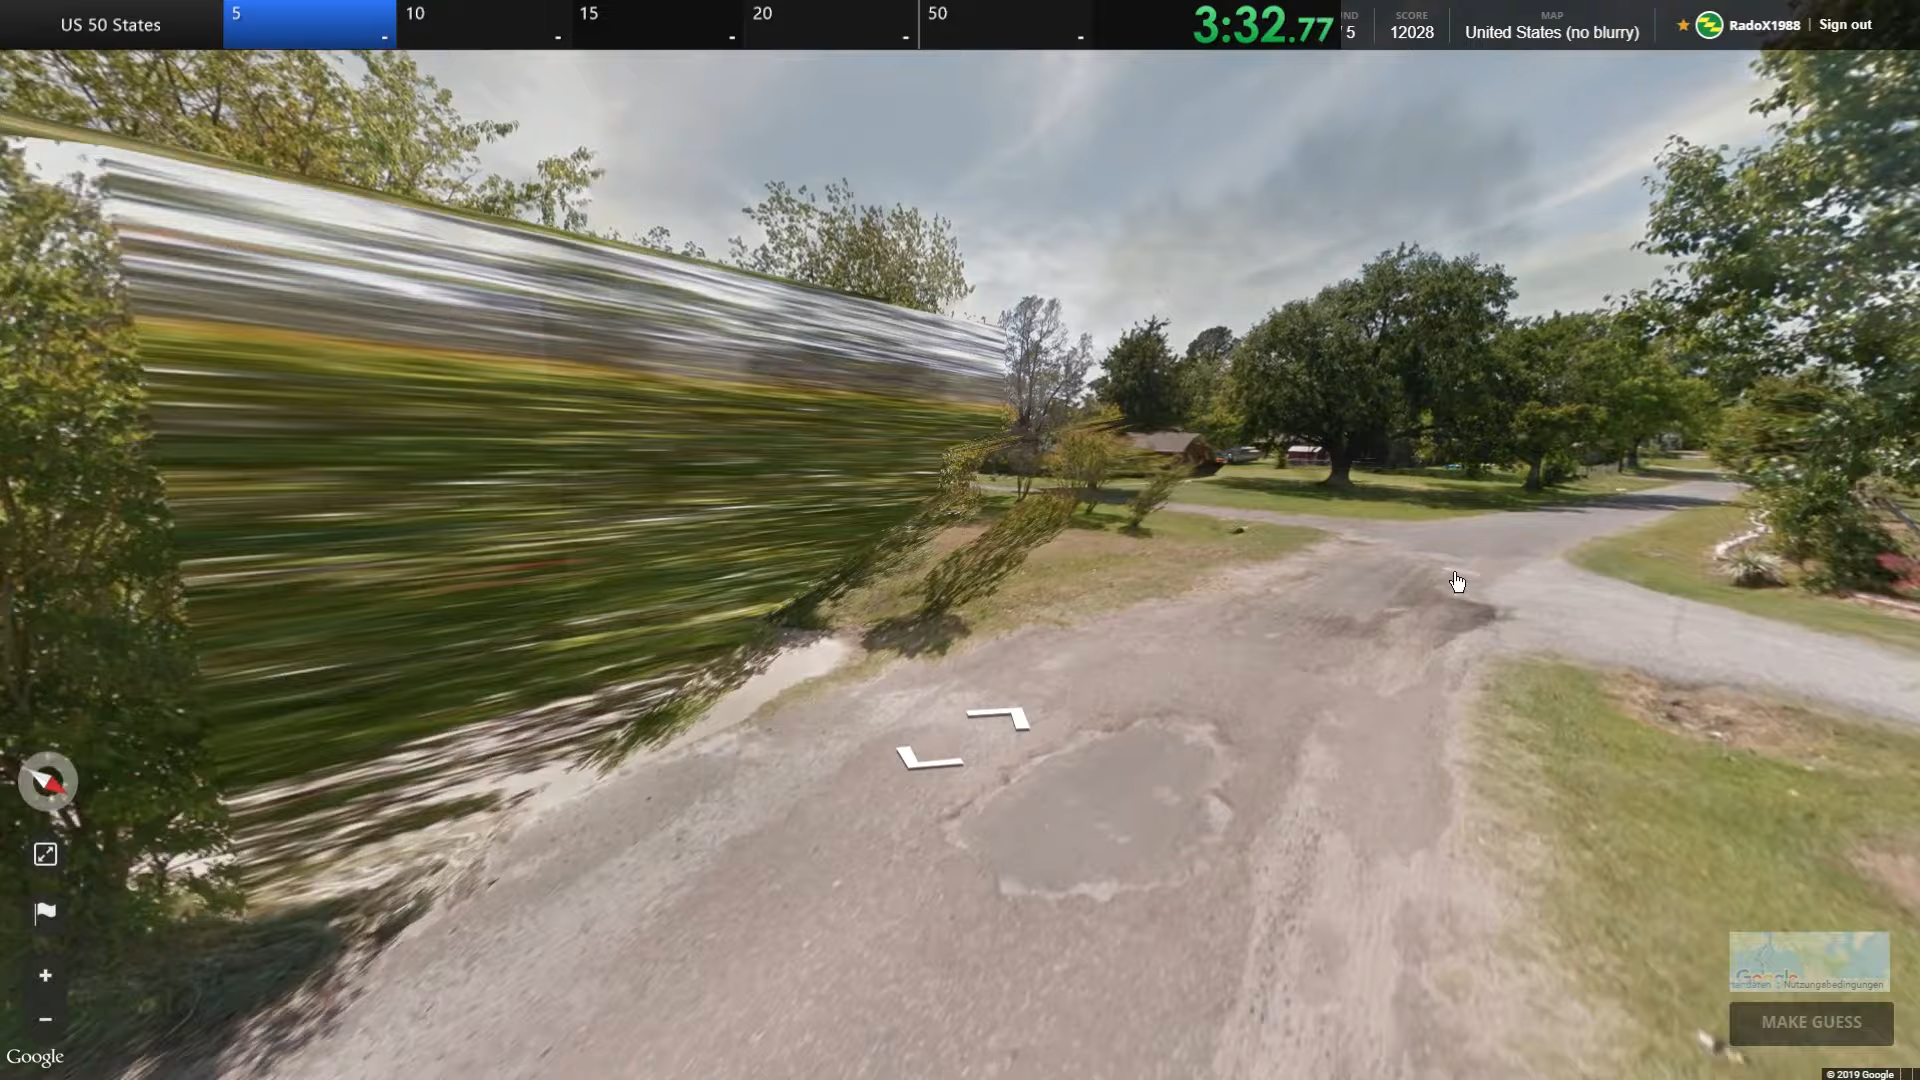 US 50 States
5
-
10
-
15
-
20
-
50
-
3:32.77
ND
/ 5
SCORE
12028
MAP
United States (no blurry)
RadoX1988
Sign out
Google
Nutzungsbedingungen
MAKE GUESS
Google
© 2019 Google